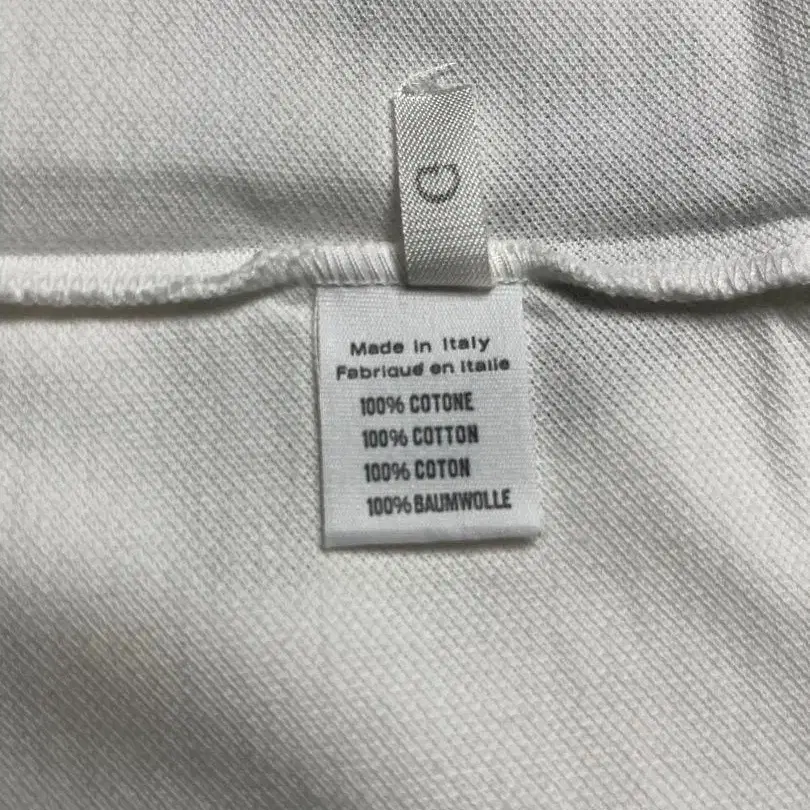 Made in Italy
Fabriqué en Italie
100% COTONE
100% COTTON
100% COTON
100% BAUMWOLLE